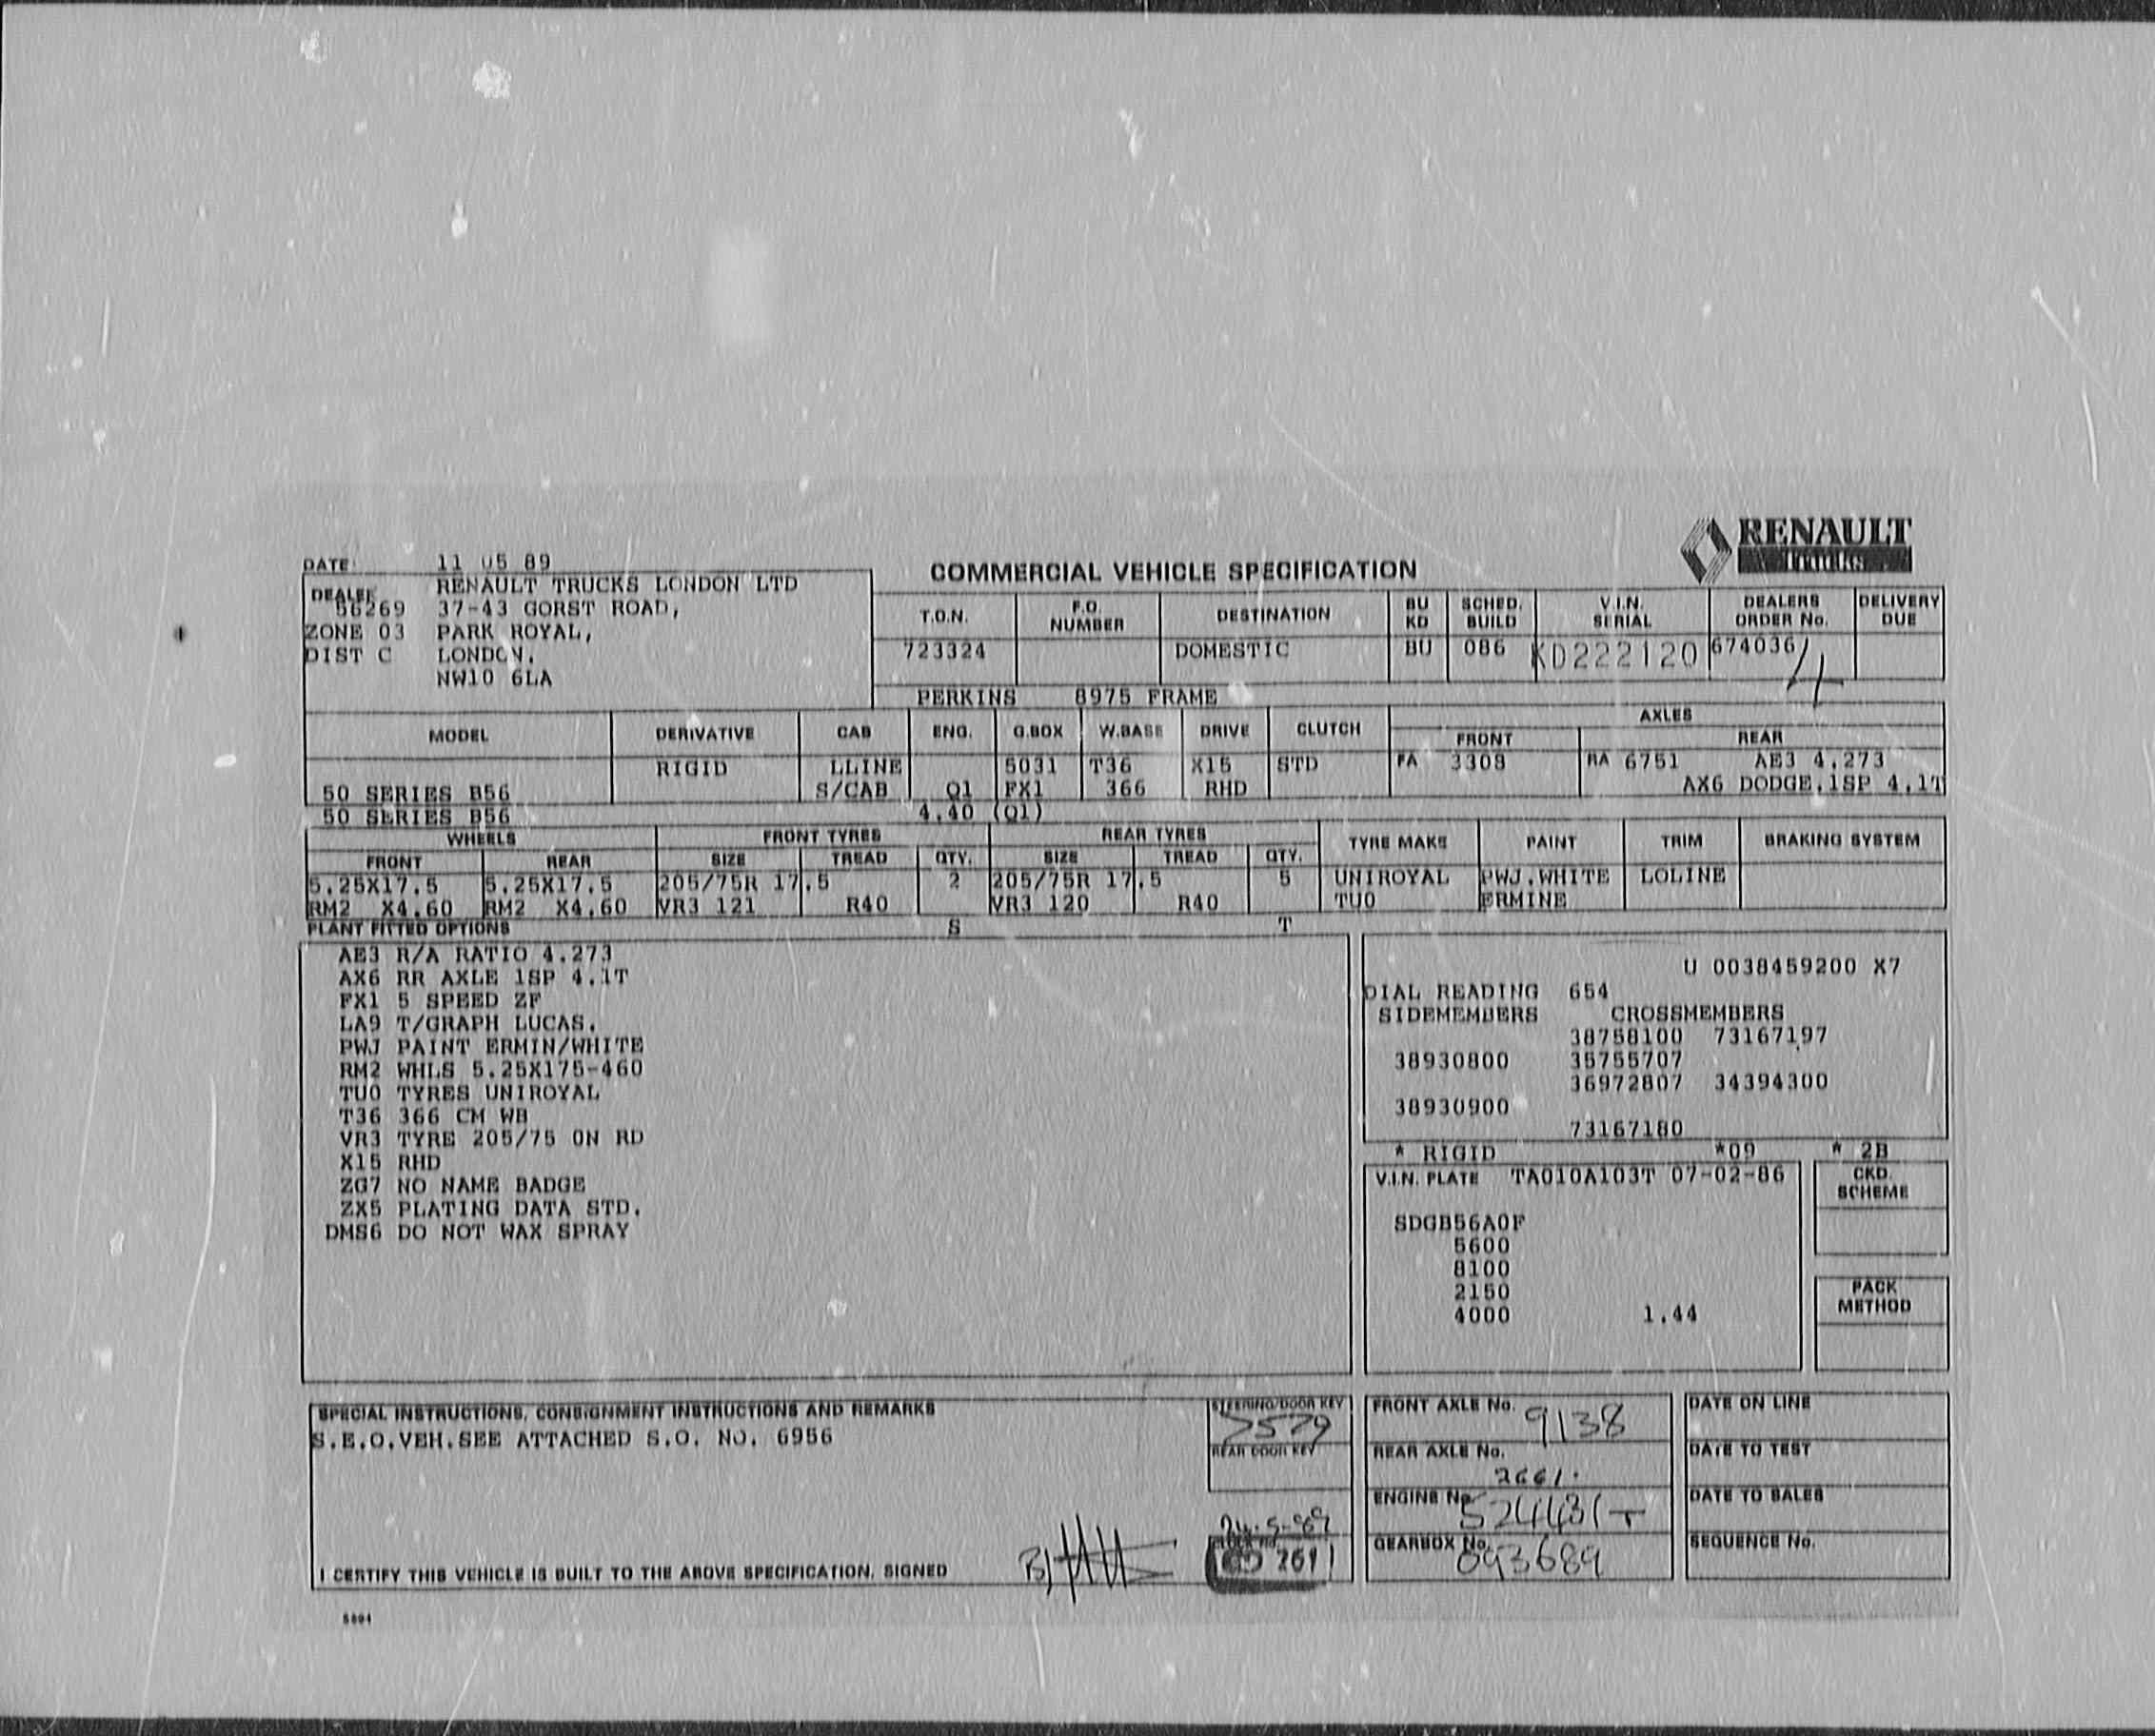 RENAULT
Trucks
DATE 11 05 89
COMMERCIAL VEHICLE SPECIFICATION
DEALER RENAULT TRUCKS LONDON LTD
56269 37-43 GORST ROAD,
ZONE 03 PARK ROYAL,
DIST C LONDON,
NW10 6LA
T.O.N. F.O. NUMBER DESTINATION BU KD SCHED. BUILD V.I.N. SERIAL DEALERS ORDER No. DELIVERY DUE
723324 DOMESTIC BU 086 KD222120 674036/4
PERKINS 8975 FRAME
MODEL DERIVATIVE CAB ENG. G.BOX W.BASE DRIVE CLUTCH AXLES
FRONT REAR
RIGID LLINE 5031 T36 X15 STD FA 3308 RA 6751 AE3 4.273
50 SERIES B56 S/CAB Q1 FX1 366 RHD AX6 DODGE.1SP 4.1T
50 SERIES B56 4.40 (Q1)
WHEELS FRONT TYRES REAR TYRES TYRE MAKE PAINT TRIM BRAKING SYSTEM
FRONT REAR SIZE TREAD QTY. SIZE TREAD QTY.
5.25X17.5 5.25X17.5 205/75R 17.5 2 205/75R 17.5 5 UNIROYAL PWJ.WHITE LOLINE
RM2 X4.60 RM2 X4.60 VR3 121 R40 VR3 120 R40 TU0 ERMINE
PLANT FITTED OPTIONS S T
AE3 R/A RATIO 4.273
AX6 RR AXLE 1SP 4.1T
FX1 5 SPEED ZF
LA9 T/GRAPH LUCAS.
PWJ PAINT ERMIN/WHITE
RM2 WHLS 5.25X175-460
TU0 TYRES UNIROYAL
T36 366 CM WB
VR3 TYRE 205/75 ON RD
X15 RHD
ZG7 NO NAME BADGE
ZX5 PLATING DATA STD.
DMS6 DO NOT WAX SPRAY
U 0038459200 X7
DIAL READING 654
SIDEMEMBERS CROSSMEMBERS
38758100 73167197
38930800 35755707
36972807 34394300
38930900
73167180
* RIGID *09 * 2B
V.I.N. PLATE TA010A103T 07-02-86
CKD. SCHEME
SDGB56A0F
5600
8100
2150
4000 1.44
PACK METHOD
SPECIAL INSTRUCTIONS, CONSIGNMENT INSTRUCTIONS AND REMARKS
S.E.O.VEH.SEE ATTACHED S.O. NO. 6956
STEERING/DOOR KEY
REAR DOOR KEY
24-5-89
2611
I CERTIFY THIS VEHICLE IS BUILT TO THE ABOVE SPECIFICATION. SIGNED
FRONT AXLE No. 9138
REAR AXLE No. 2661.
ENGINE No. 524431T
GEARBOX No. 093689
DATE ON LINE
DATE TO TEST
DATE TO SALES
SEQUENCE No.
5894